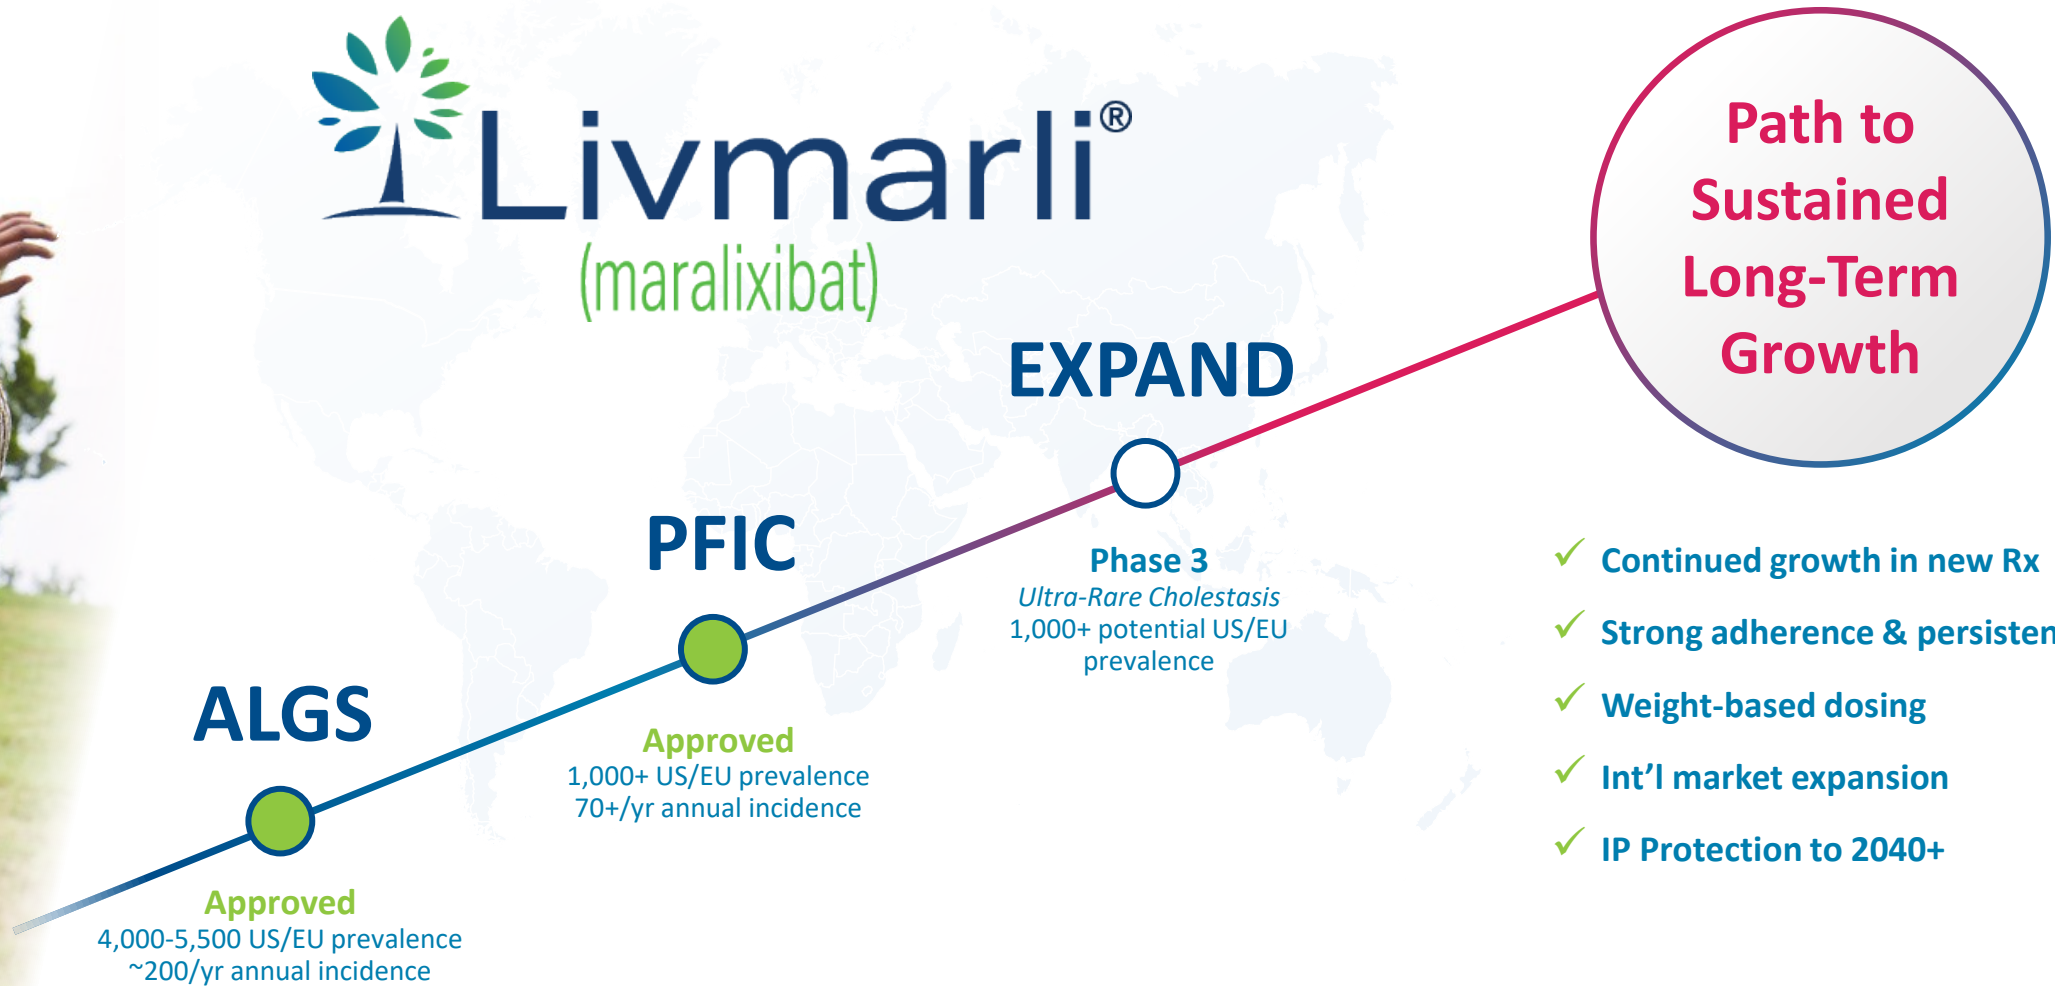 Livmarli®
(maralixibat)
Path to
Sustained
Long-Term
Growth
EXPAND
Phase 3
Ultra-Rare Cholestasis
1,000+ potential US/EU
prevalence
PFIC
Approved
1,000+ US/EU prevalence
70+/yr annual incidence
ALGS
Approved
4,000-5,500 US/EU prevalence
~200/yr annual incidence
✓ Continued growth in new Rx
✓ Strong adherence & persisten
✓ Weight-based dosing
✓ Int’l market expansion
✓ IP Protection to 2040+